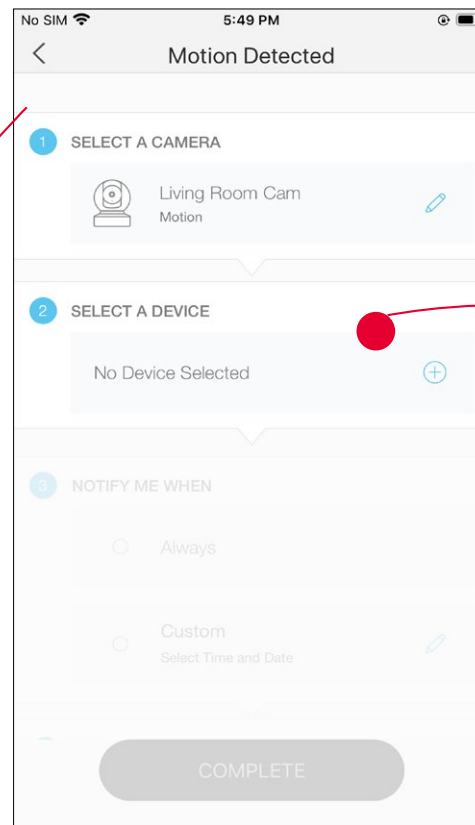 No SIM 5:49 PM
Motion Detected
1 SELECT A CAMERA
Living Room Cam
Motion
2 SELECT A DEVICE
No Device Selected
3 NOTIFY ME WHEN
Always
Custom
Select Time and Date
COMPLETE